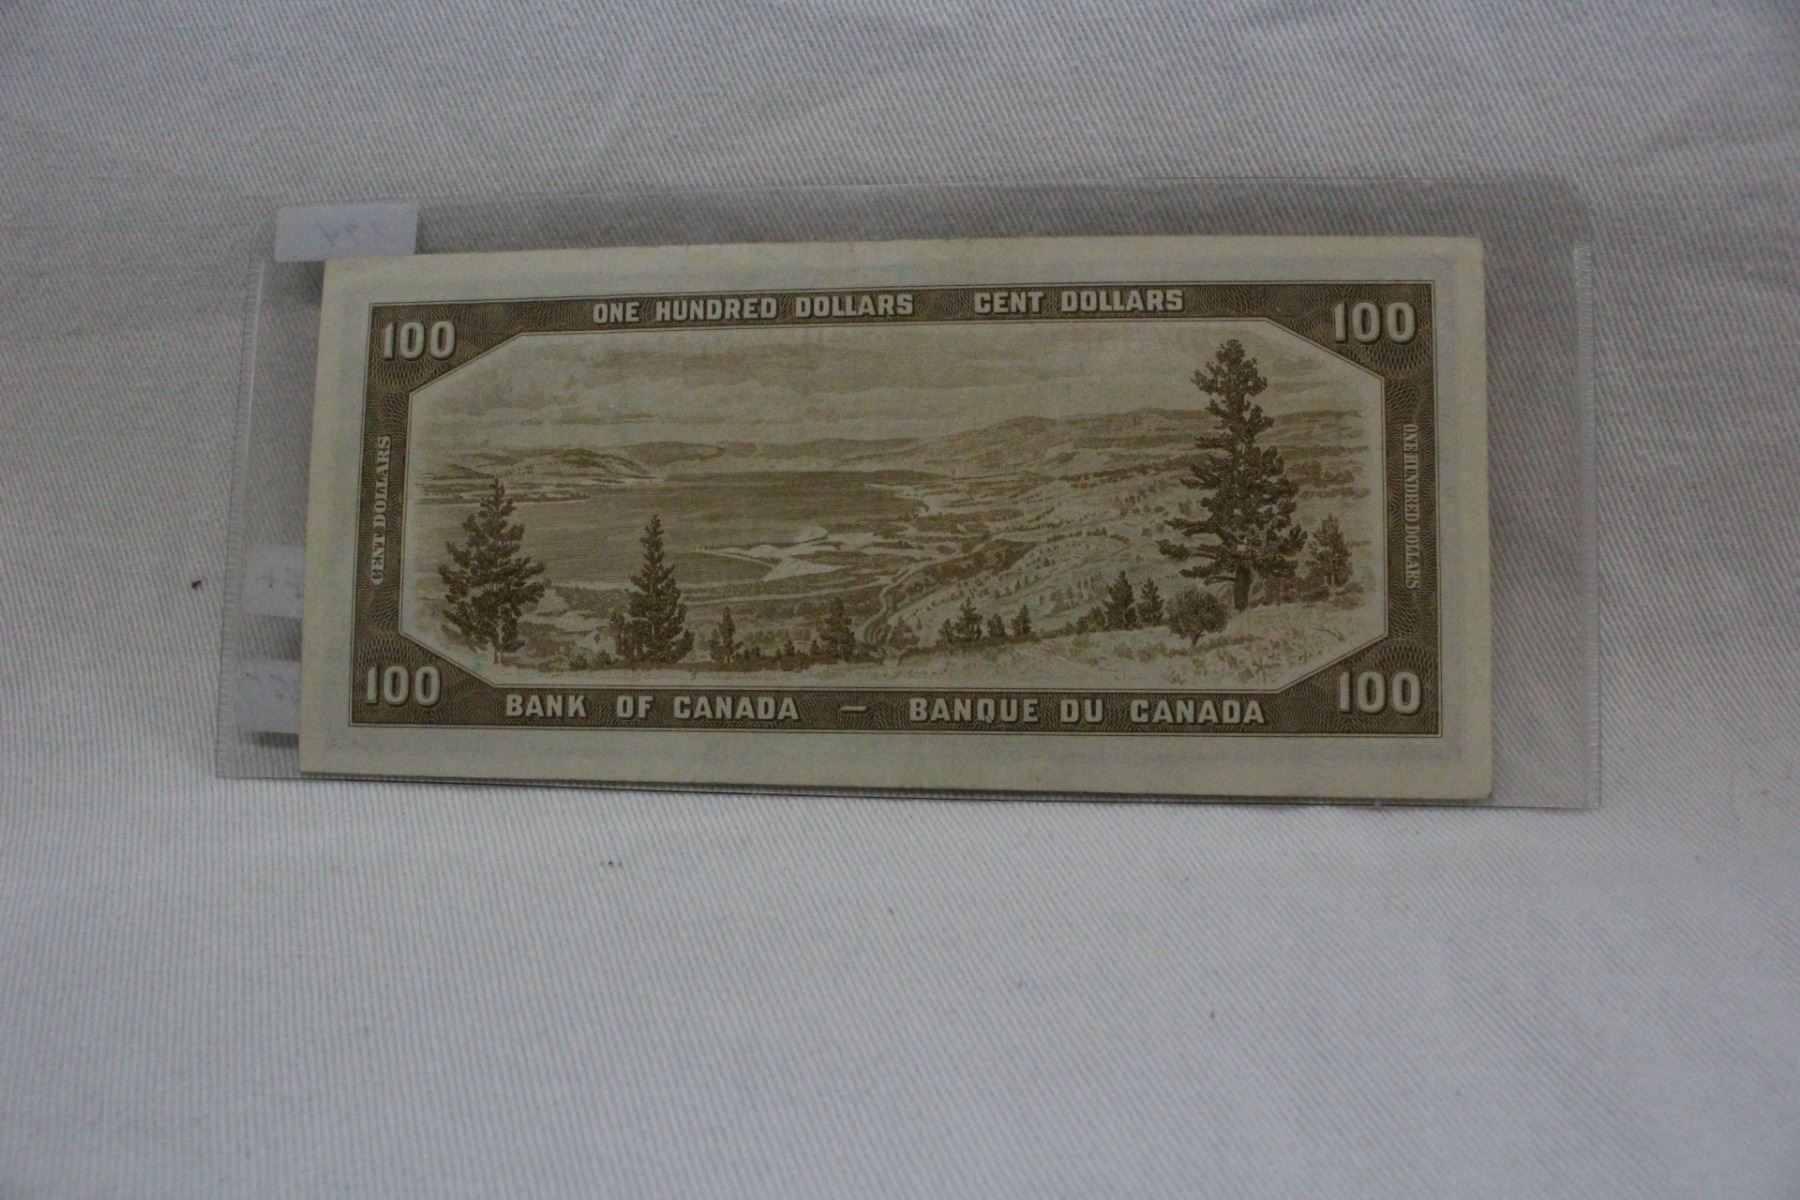 ONE HUNDRED DOLLARS CENT DOLLARS
100 100
CENT DOLLARS
ONE HUNDRED DOLLARS
100 100
BANK OF CANADA — BANQUE DU CANADA